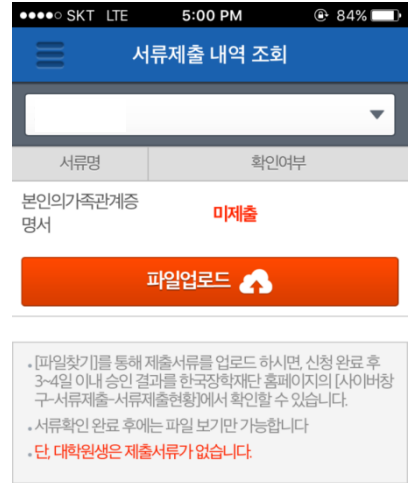 SKT LTE 5:00 PM 84%
서류제출 내역 조회
서류명 확인여부
본인의가족관계증
명서
미제출
파일업로드
• [파일찾기]를 통해 제출서류를 업로드 하시면, 신청 완료 후
3~4일 이내 승인 결과를 한국장학재단 홈페이지의 [사이버창
구-서류제출-서류제출현황]에서 확인할 수 있습니다.
• 서류확인 완료 후에는 파일 보기만 가능합니다
• 단, 대학원생은 제출서류가 없습니다.